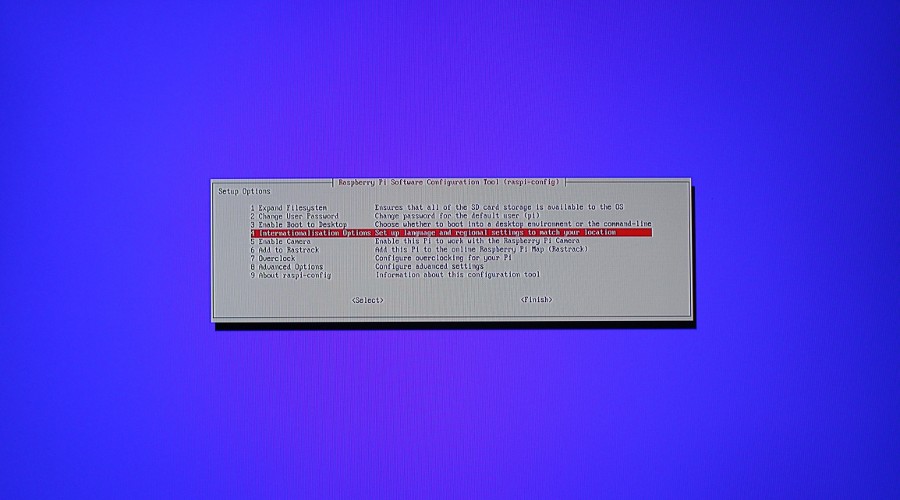 Raspberry Pi Software Configuration Tool (raspi-config)
Setup Options
1 Expand Filesystem Ensures that all of the SD card storage is available to the OS
2 Change User Password Change password for the default user (pi)
3 Enable Boot to Desktop Choose whether to boot into a desktop environment or the command-line
4 Internationalisation Options Set up language and regional settings to match your location
5 Enable Camera Enable this Pi to work with the Raspberry Pi Camera
6 Add to Rastrack Add this Pi to the online Raspberry Pi Map (Rastrack)
7 Overclock Configure overclocking for your Pi
8 Advanced Options Configure advanced settings
9 About raspi-config Information about this configuration tool
<Select> <Finish>